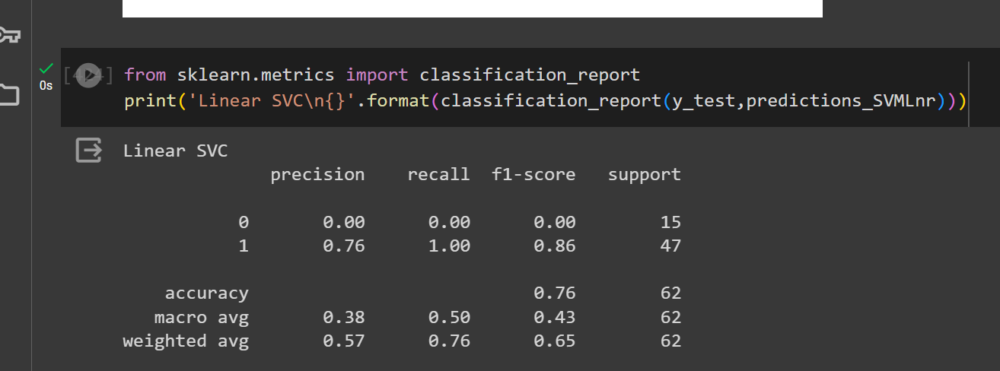 0s
from sklearn.metrics import classification_report
print('Linear SVC\n{}'.format(classification_report(y_test,predictions_SVMLnr)))
Linear SVC
precision recall f1-score support
0 0.00 0.00 0.00 15
1 0.76 1.00 0.86 47
accuracy 0.76 62
macro avg 0.38 0.50 0.43 62
weighted avg 0.57 0.76 0.65 62